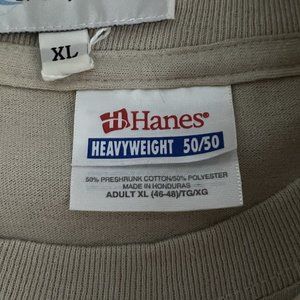 XL
Hanes®
HEAVYWEIGHT 50/50
50% PRESHRUNK COTTON/50% POLYESTER
MADE IN HONDURAS
ADULT XL (46-48)/TG/XG